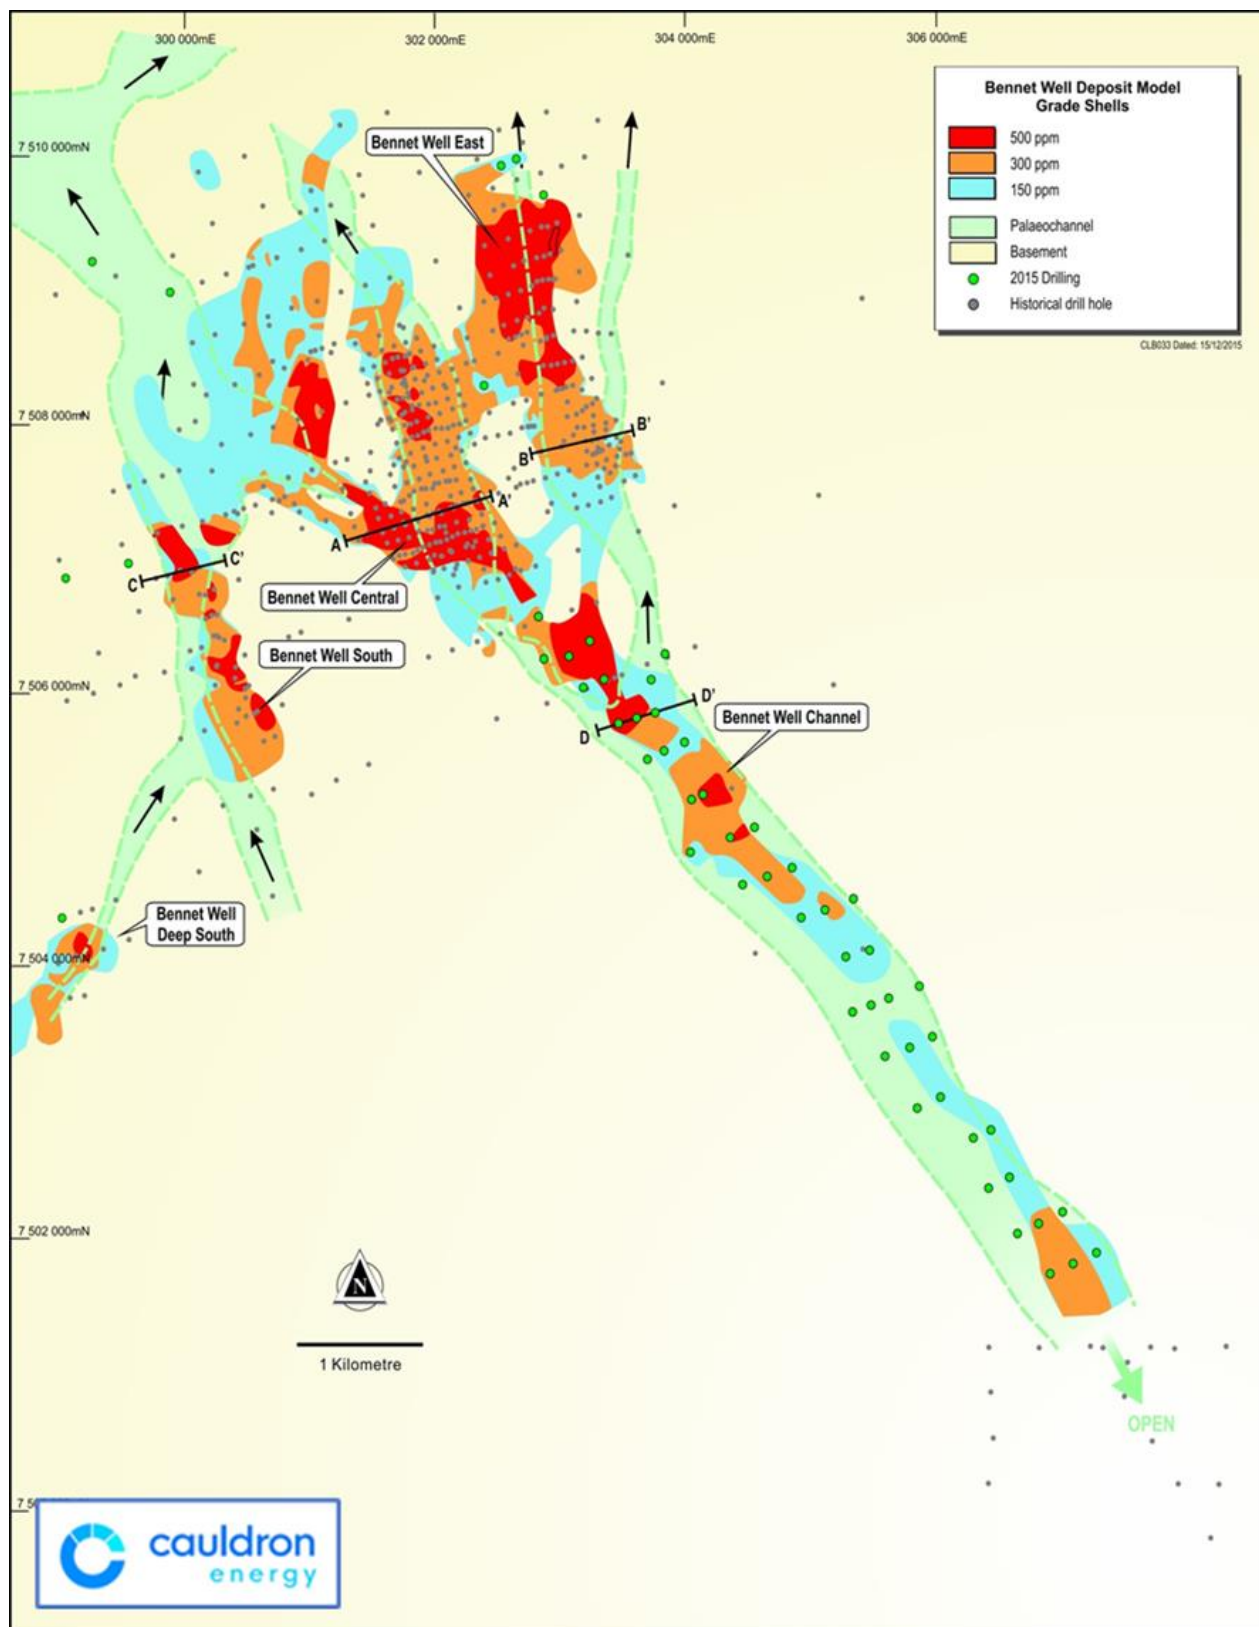 300 000mE
302 000mE
304 000mE
306 000mE
Bennet Well Deposit Model
Grade Shells
500 ppm
300 ppm
150 ppm
Palaeochannel
Basement
2015 Drilling
Historical drill hole
CLB033 Dated: 15/12/2015
7 510 000mN
Bennet Well East
7 508 000mN
B
B'
A
A'
C
C'
Bennet Well Central
Bennet Well South
7 506 000mN
D
D'
Bennet Well Channel
Bennet Well
Deep South
7 504 000mN
7 502 000mN
N
1 Kilometre
OPEN
cauldron
energy